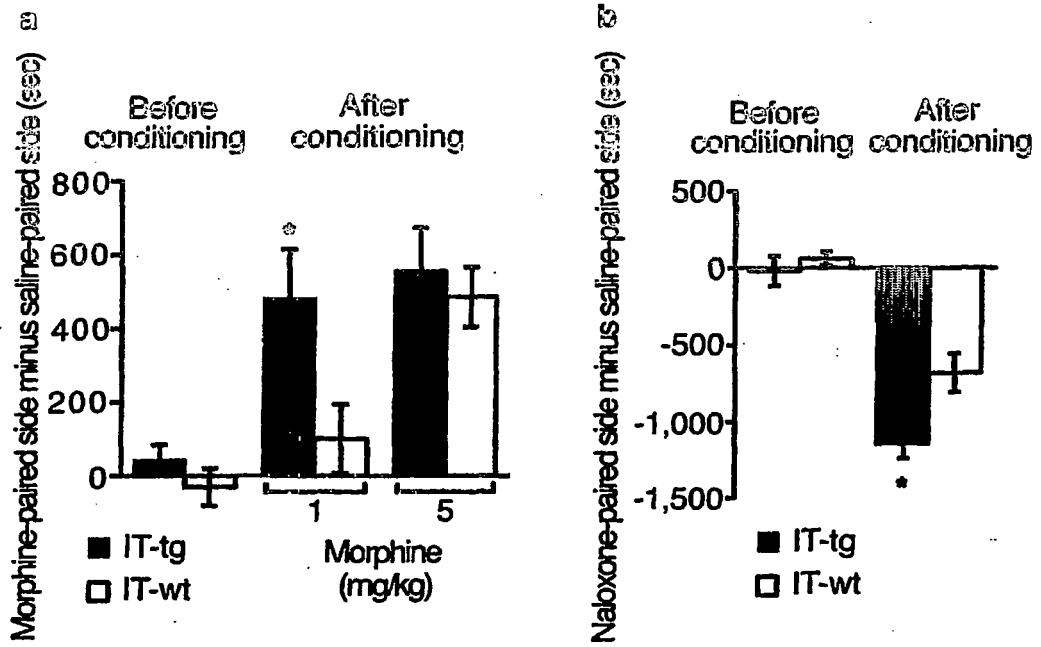 a
Morphine-paired side minus saline-paired side (sec)
Before
conditioning
After
conditioning
800
600
400
200
0
*
1
5
Morphine
(mg/kg)
IT-tg
IT-wt
b
Naloxone-paired side minus saline-paired side (sec)
Before
conditioning
After
conditioning
500
0
-500
-1,000
-1,500
*
IT-tg
IT-wt